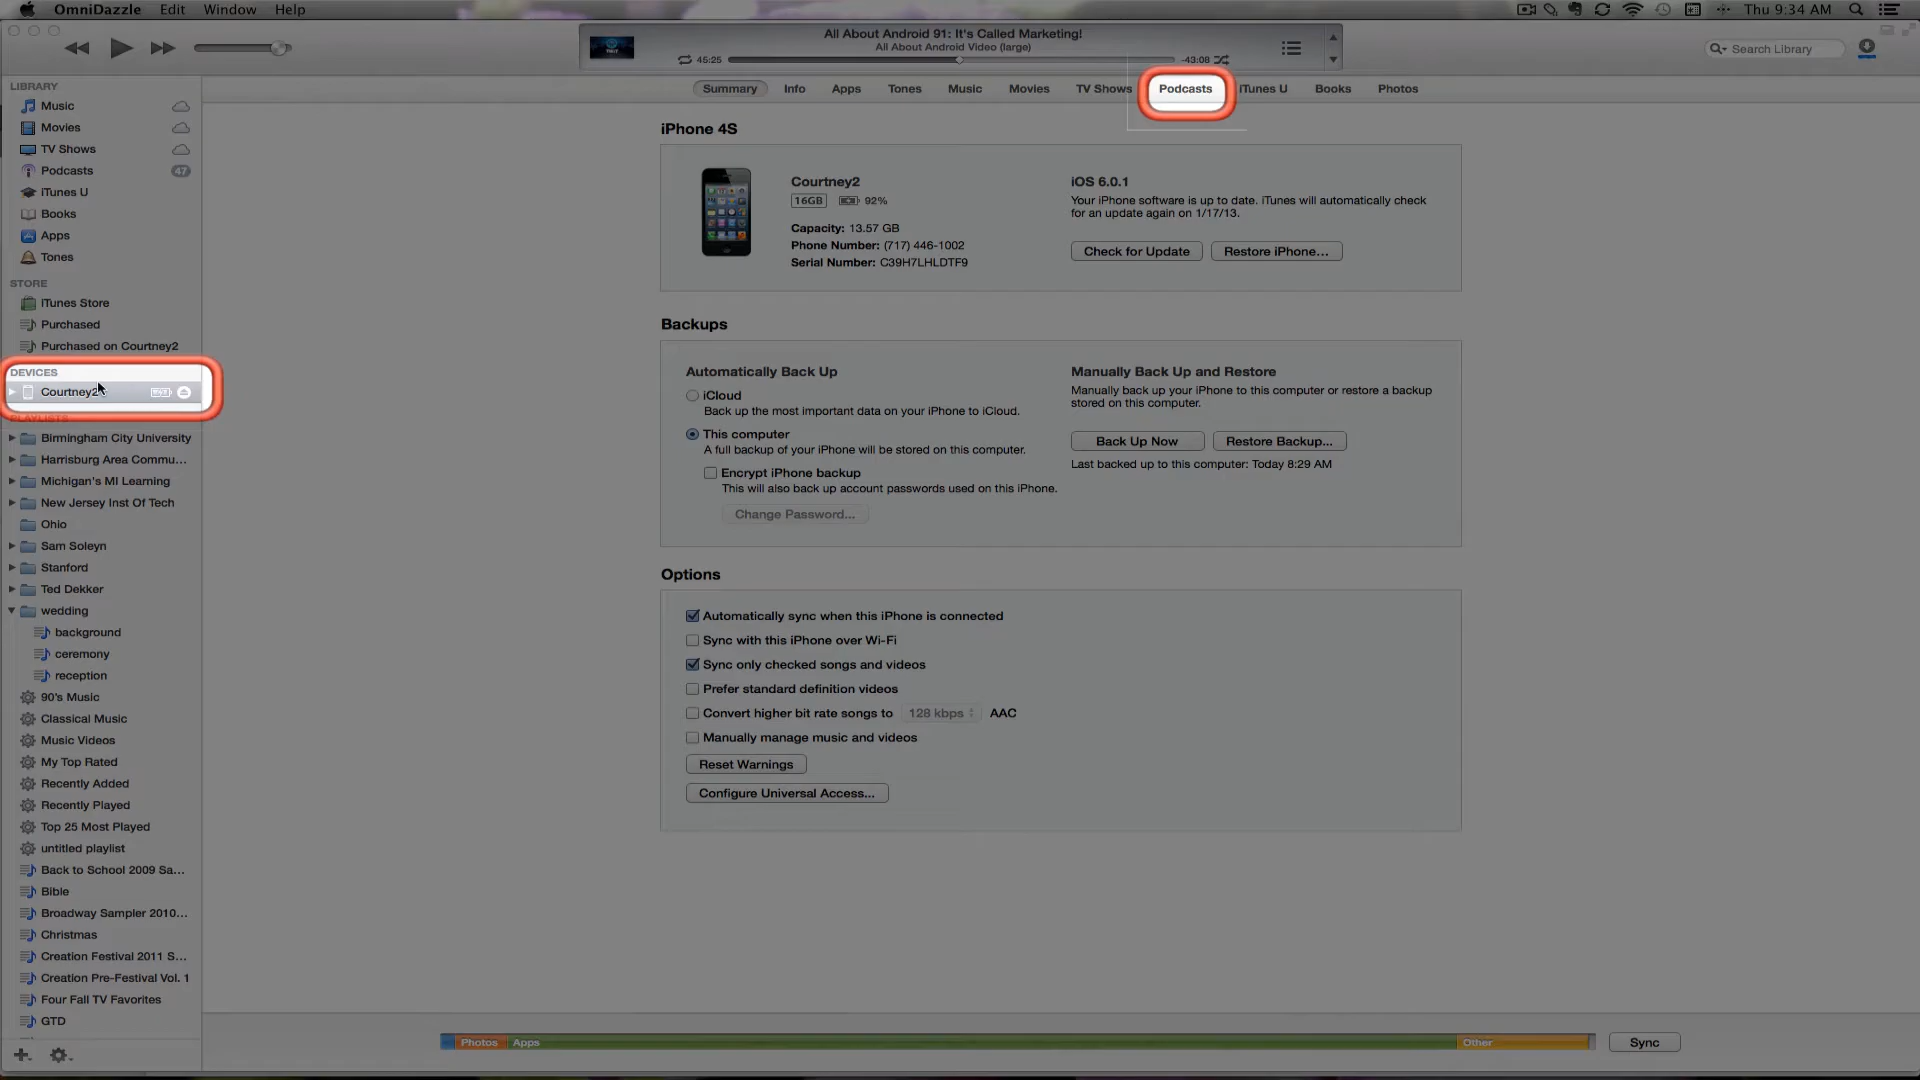 OmniDazzle Edit Window Help
Thu 9:34 AM
All About Android 91: It's Called Marketing!
All About Android Video (large)
45:25 -43:08
Search Library
Summary Info Apps Tones Music Movies TV Shows Podcasts iTunes U Books Photos
LIBRARY
Music
Movies
TV Shows
Podcasts 47
iTunes U
Books
Apps
Tones
STORE
iTunes Store
Purchased
Purchased on Courtney2
DEVICES
Courtney2
PLAYLISTS
Birmingham City University
Harrisburg Area Commu...
Michigan's MI Learning
New Jersey Inst Of Tech
Ohio
Sam Soleyn
Stanford
Ted Dekker
wedding
background
ceremony
reception
90's Music
Classical Music
Music Videos
My Top Rated
Recently Added
Recently Played
Top 25 Most Played
untitled playlist
Back to School 2009 Sa...
Bible
Broadway Sampler 2010...
Christmas
Creation Festival 2011 S...
Creation Pre-Festival Vol. 1
Four Fall TV Favorites
GTD
iPhone 4S
Courtney2
16GB 92%
Capacity: 13.57 GB
Phone Number: (717) 446-1002
Serial Number: C39H7LHLDTF9
iOS 6.0.1
Your iPhone software is up to date. iTunes will automatically check
for an update again on 1/17/13.
Check for Update Restore iPhone...
Backups
Automatically Back Up
iCloud
Back up the most important data on your iPhone to iCloud.
This computer
A full backup of your iPhone will be stored on this computer.
Encrypt iPhone backup
This will also back up account passwords used on this iPhone.
Change Password...
Manually Back Up and Restore
Manually back up your iPhone to this computer or restore a backup
stored on this computer.
Back Up Now Restore Backup...
Last backed up to this computer: Today 8:29 AM
Options
Automatically sync when this iPhone is connected
Sync with this iPhone over Wi-Fi
Sync only checked songs and videos
Prefer standard definition videos
Convert higher bit rate songs to 128 kbps AAC
Manually manage music and videos
Reset Warnings
Configure Universal Access...
Photos Apps Other
Sync